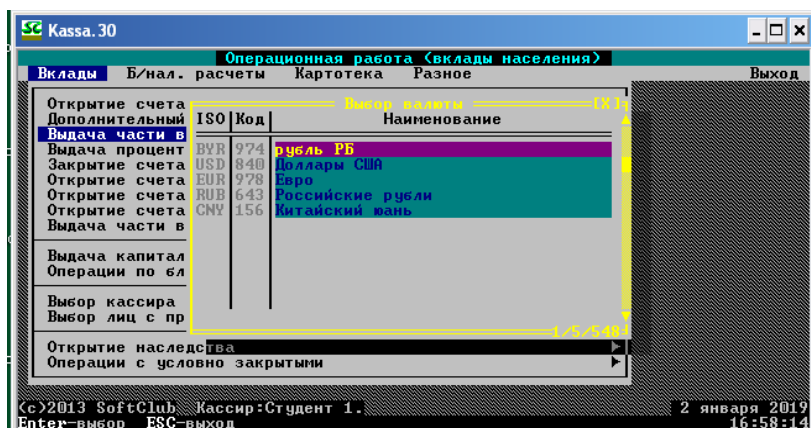 SC Kassa.30
Операционная работа (вклады населения)
Вклады Б/нал. расчеты Картотека Разное Выход
Открытие счета Выбор валюты [X]
Дополнительный ISO Код Наименование
Выдача части в
Выдача процент BYR 974 рубль РБ
Закрытие счета USD 840 Доллары США
Открытие счета EUR 978 Евро
Открытие счета RUB 643 Российские рубли
Открытие счета CNY 156 Китайский юань
Выдача части в
Выдача капитал
Операции по бл
Выбор кассира
Выбор лиц с пр
1/5/548
Открытие наследства
Операции с условно закрытыми
(c)2013 SoftClub Кассир:Студент 1. 2 января 2019
Enter-выбор ESC-выход 16:58:14